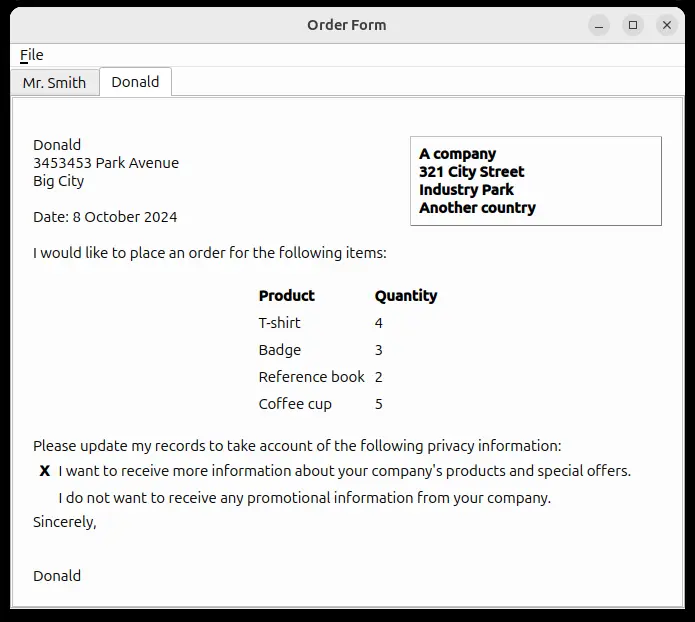 Order Form
File
Mr. Smith Donald
Donald
3453453 Park Avenue
Big City
Date: 8 October 2024
A company
321 City Street
Industry Park
Another country
I would like to place an order for the following items:
Product Quantity
T-shirt 4
Badge 3
Reference book 2
Coffee cup 5
Please update my records to take account of the following privacy information:
X I want to receive more information about your company's products and special offers.
I do not want to receive any promotional information from your company.
Sincerely,
Donald